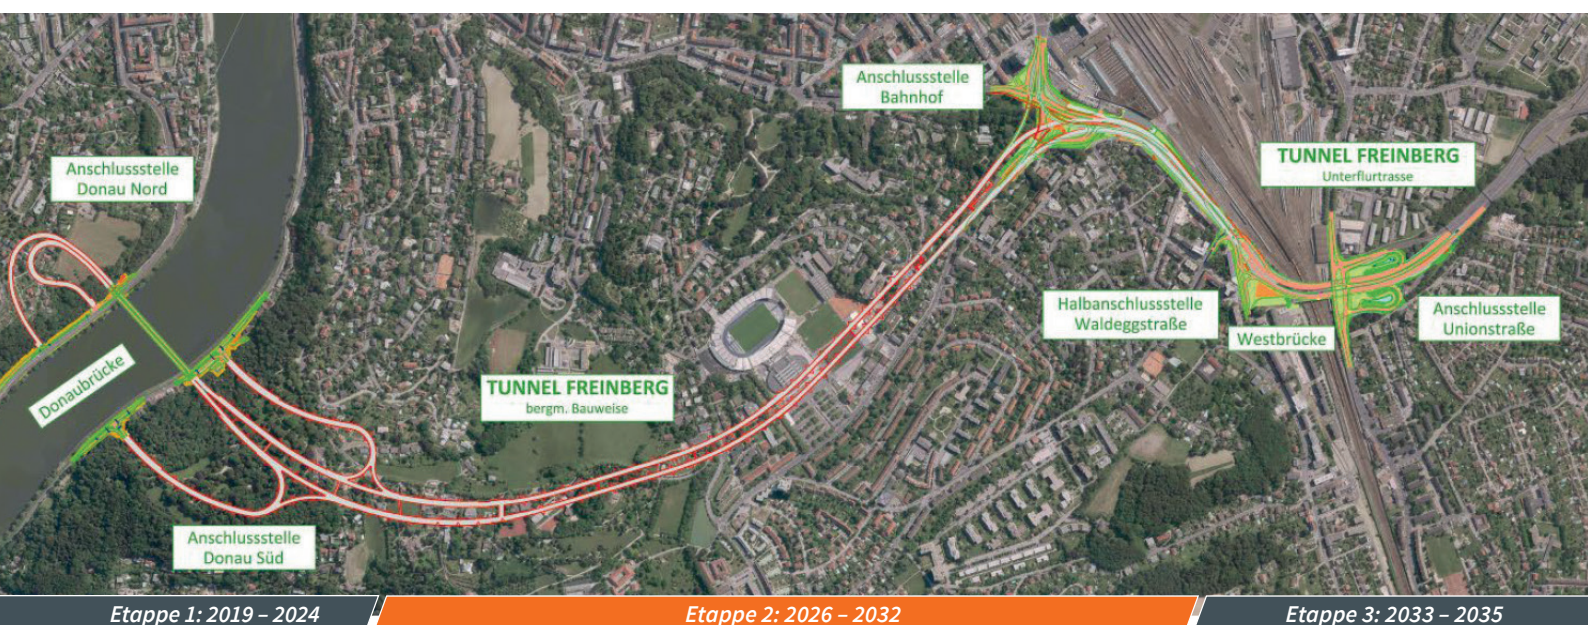 Anschlussstelle
Bahnhof
TUNNEL FREINBERG
Unterflurtrasse
Anschlussstelle
Donau Nord
Halbanschlussstelle
Waldeggstraße
Anschlussstelle
Unionstraße
Westbrücke
Donaubrücke
TUNNEL FREINBERG
bergm. Bauweise
Anschlussstelle
Donau Süd
Etappe 1: 2019 – 2024
Etappe 2: 2026 – 2032
Etappe 3: 2033 – 2035